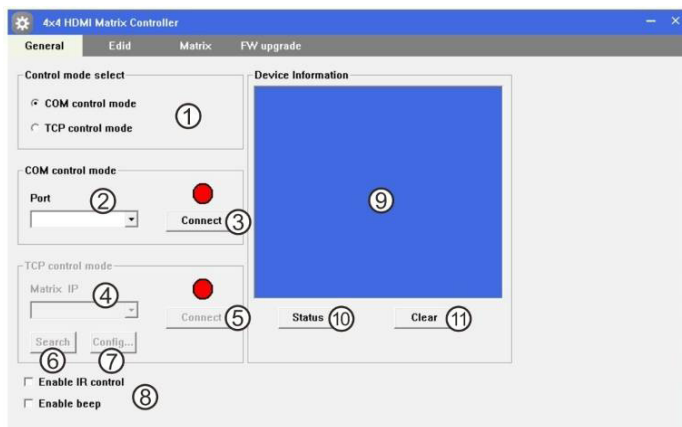 4x4 HDMI Matrix Controller
General Edid Matrix FW upgrade
Control mode select
COM control mode
TCP control mode
①
COM control mode
Port
②
Connect ③
TCP control mode
Matrix IP
④
Connect ⑤
Search Config...
⑥ ⑦
Enable IR control
Enable beep
⑧
Device Information
⑨
Status ⑩ Clear ⑪